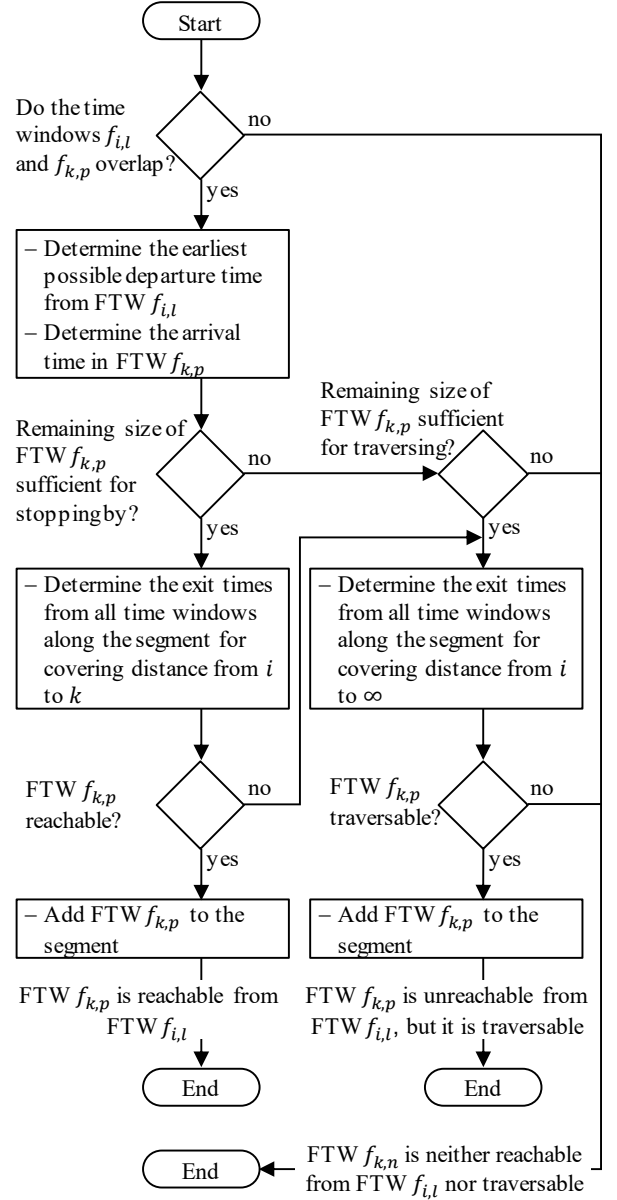 Start
Do the time
windows f_{i,l}
and f_{k,p} overlap?
no
yes
– Determine the earliest
possible departure time
from FTW f_{i,l}
– Determine the arrival
time in FTW f_{k,p}
Remaining size of
FTW f_{k,p}
sufficient for
stopping by?
no
yes
Remaining size of
FTW f_{k,p} sufficient
for traversing?
no
yes
– Determine the exit times
from all time windows
along the segment for
covering distance from i
to k
– Determine the exit times
from all time windows
along the segment for
covering distance from i
to ∞
FTW f_{k,p}
reachable?
no
yes
FTW f_{k,p}
traversable?
no
yes
– Add FTW f_{k,p} to the
segment
– Add FTW f_{k,p} to the
segment
FTW f_{k,p} is reachable from
FTW f_{i,l}
FTW f_{k,p} is unreachable from
FTW f_{i,l}, but it is traversable
End
End
End
FTW f_{k,n} is neither reachable
from FTW f_{i,l} nor traversable